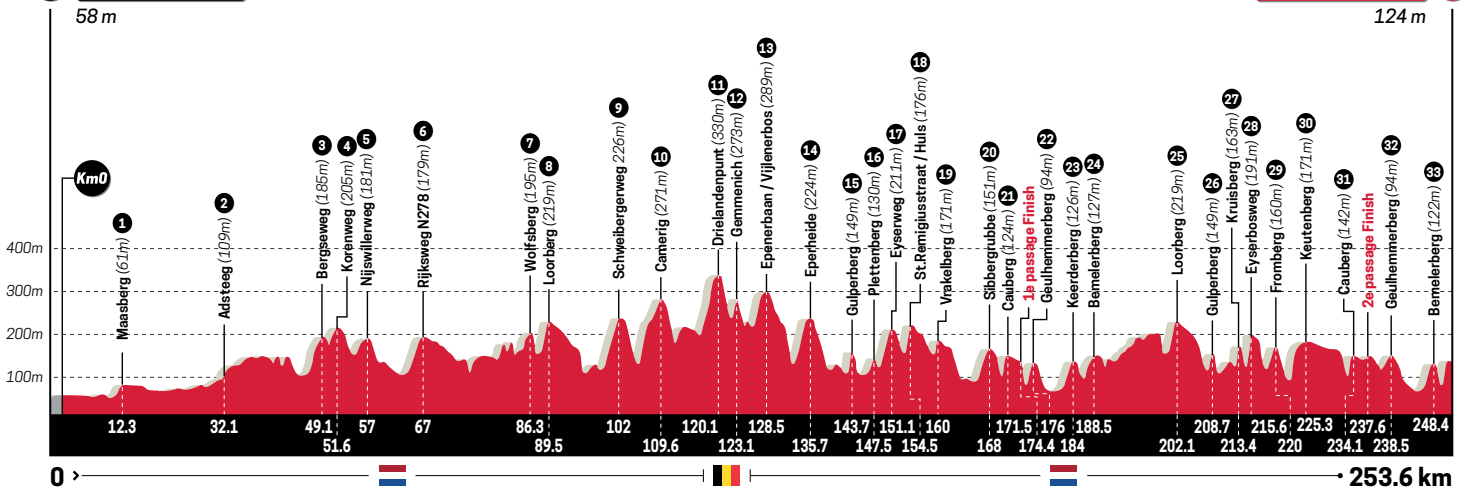 58 m
124 m
Km0
1 Maasberg (61m)
2 Adsteeg (109m)
3 Bergseweg (185m)
4 Korenweg (205m)
5 Nijswillerweg (181m)
6 Rijksweg N278 (179m)
7 Wolfsberg (195m)
8 Loorberg (219m)
9 Schweibergerweg 226m)
10 Camerig (271m)
11 Drielandenpunt (330m)
12 Gemmenich (273m)
13 Epenerbaan / Vijlenerbos (289m)
14 Eperheide (224m)
15 Gulperberg (149m)
16 Plettenberg (130m)
17 Eyserweg (211m)
18 St.Remigiusstraat / Huls (176m)
19 Vrakelberg (171m)
20 Sibbergrubbe (151m)
21 Cauberg (124m)
1e passage Finish
22 Geulhemmerberg (94m)
23 Keerderberg (126m)
24 Bemelerberg (127m)
25 Loorberg (219m)
26 Gulperberg (149m)
27 Kruisberg (163m)
28 Eyserbosweg (191m)
29 Fromberg (160m)
30 Keutenberg (171m)
31 Cauberg (142m)
2e passage Finish
32 Geulhemmerberg (94m)
33 Bemelerberg (122m)
400m
300m
200m
100m
12.3 32.1 49.1 57 67 86.3 102 120.1 128.5 143.7 151.1 160 171.5 176 188.5 208.7 215.6 225.3 237.6 248.4
51.6 89.5 109.6 123.1 135.7 147.5 154.5 168 174.4 184 202.1 213.4 220 234.1 238.5
0 253.6 km